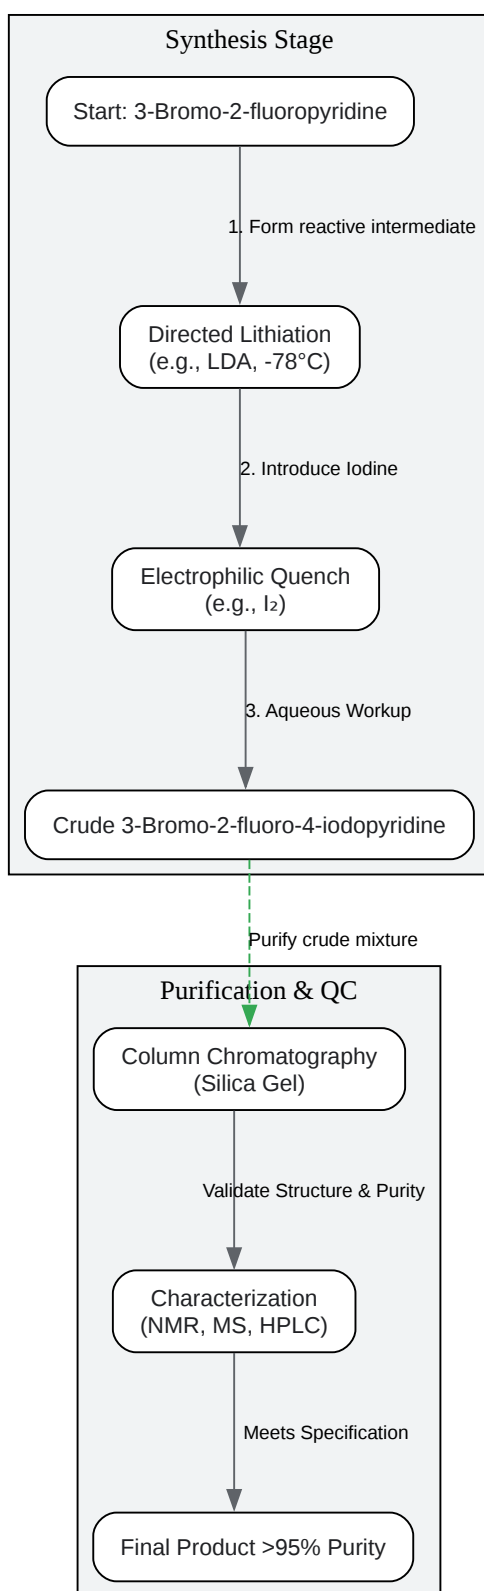 Synthesis Stage
Start: 3-Bromo-2-fluoropyridine
1. Form reactive intermediate
Directed Lithiation
(e.g., LDA, -78°C)
2. Introduce Iodine
Electrophilic Quench
(e.g., I₂)
3. Aqueous Workup
Crude 3-Bromo-2-fluoro-4-iodopyridine
Purify crude mixture
Purification & QC
Column Chromatography
(Silica Gel)
Validate Structure & Purity
Characterization
(NMR, MS, HPLC)
Meets Specification
Final Product >95% Purity